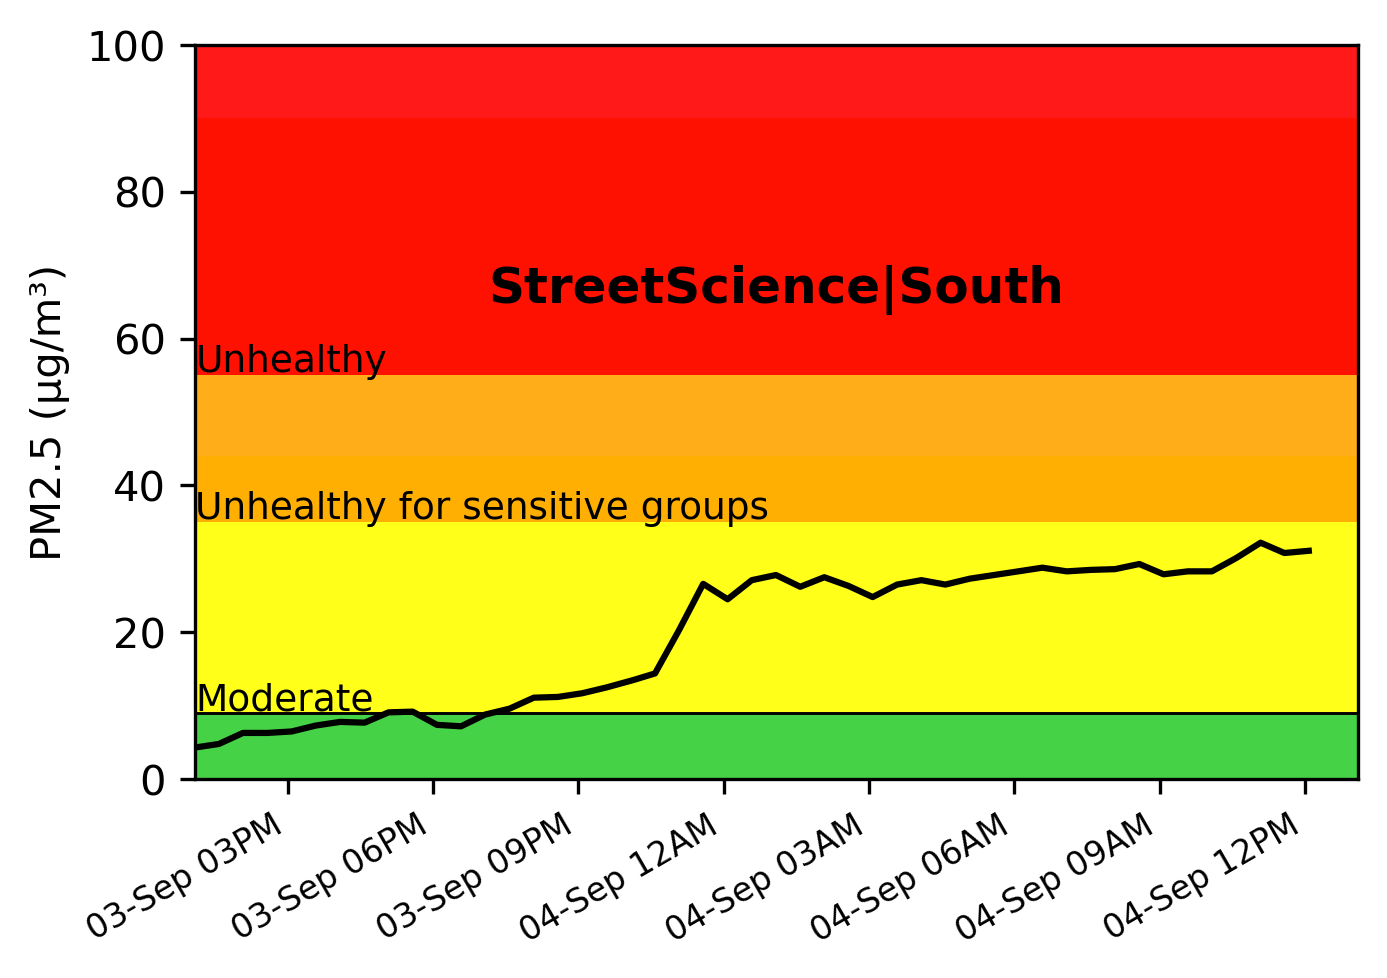 100
80
60
40
20
0
PM2.5 (µg/m³)
StreetScience|South
Unhealthy
Unhealthy for sensitive groups
Moderate
03-Sep 03PM
03-Sep 06PM
03-Sep 09PM
04-Sep 12AM
04-Sep 03AM
04-Sep 06AM
04-Sep 09AM
04-Sep 12PM